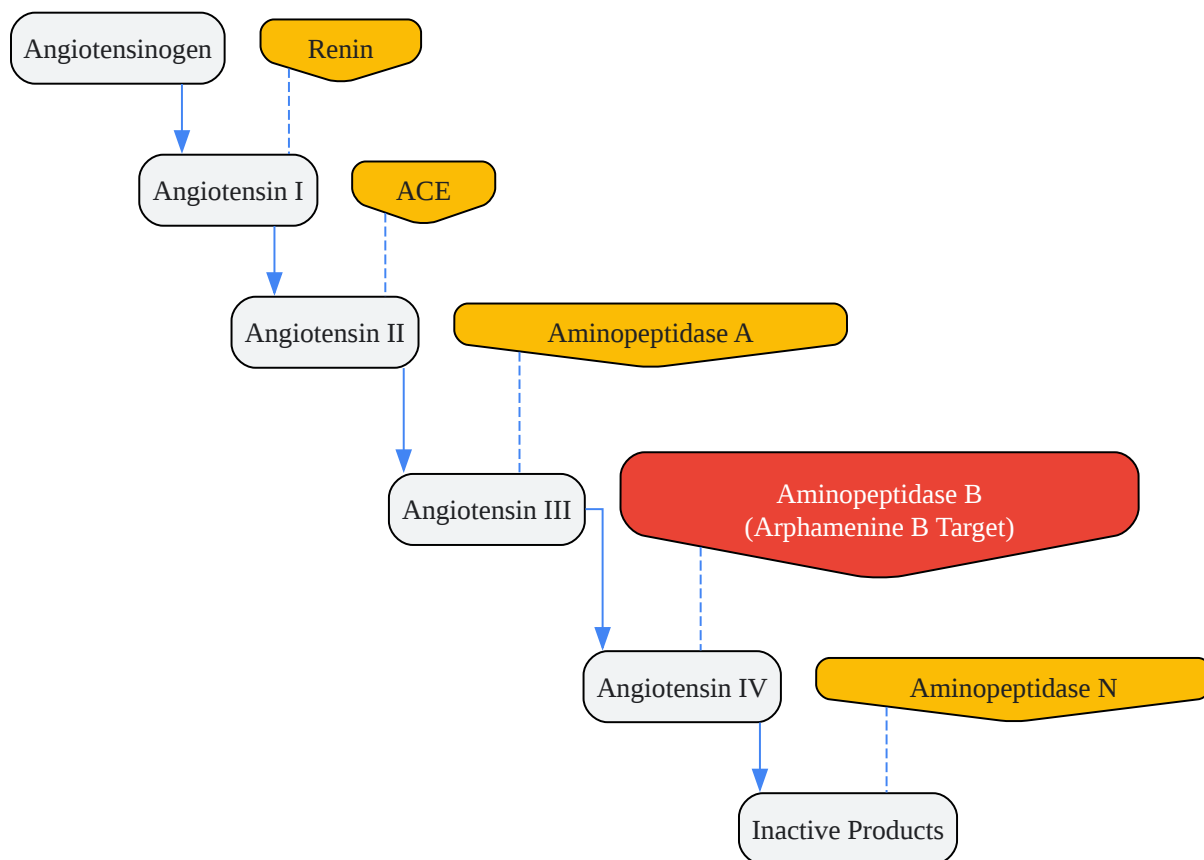 Angiotensinogen
Renin
Angiotensin I
ACE
Angiotensin II
Aminopeptidase A
Angiotensin III
Aminopeptidase B
(Arphamenine B Target)
Angiotensin IV
Aminopeptidase N
Inactive Products